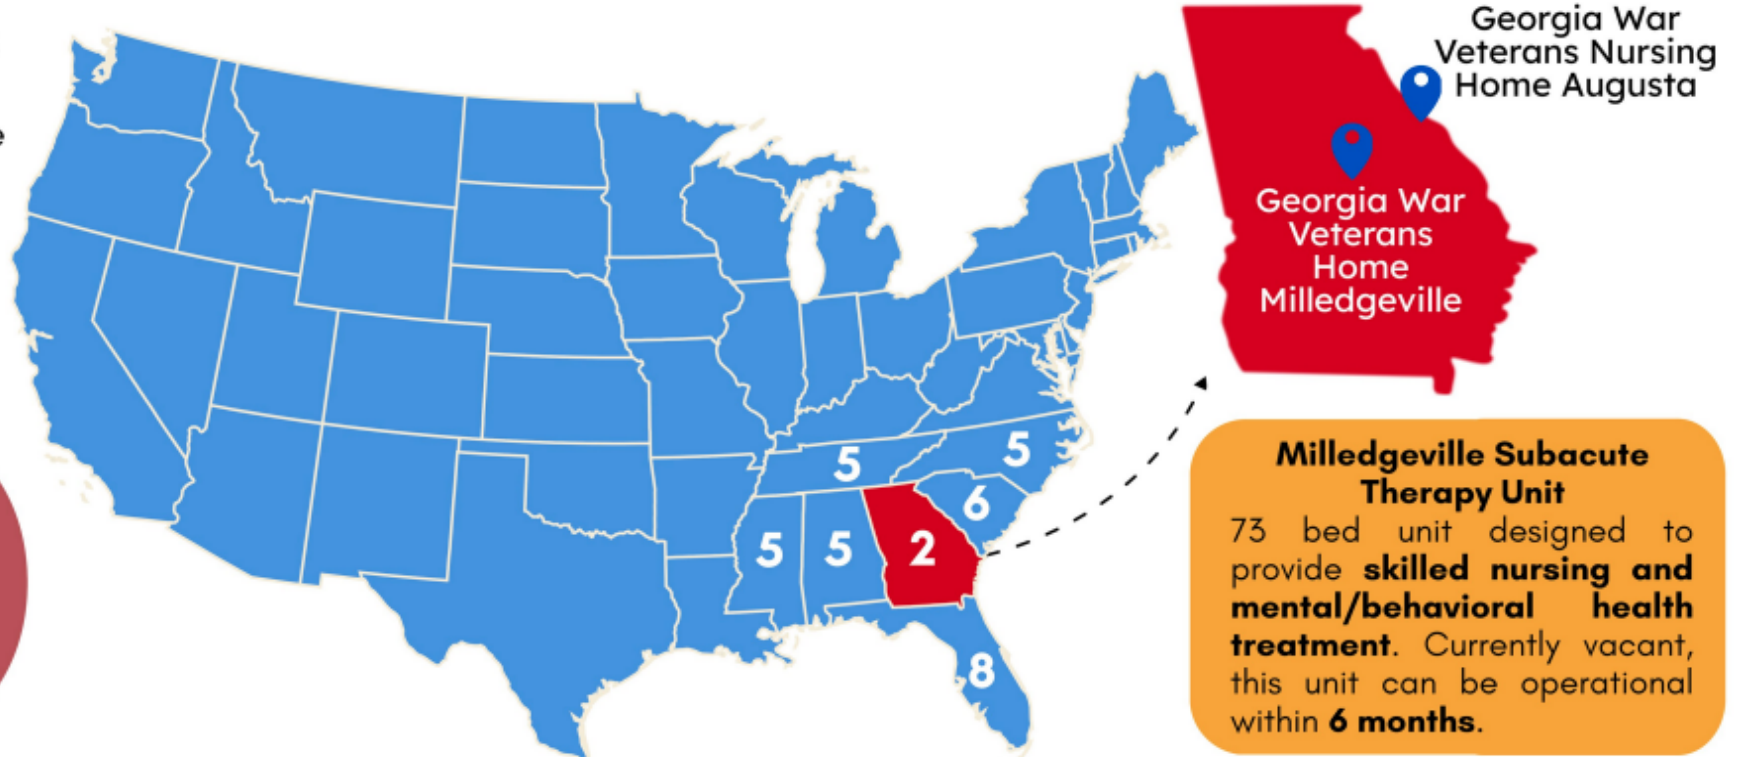 Georgia War
Veterans Nursing
Home Augusta
e
Georgia War
Veterans
Home
Milledgeville
5
5
6
5
5
2
8
Milledgeville Subacute
Therapy Unit
73 bed unit designed to
provide skilled nursing and
mental/behavioral health
treatment. Currently vacant,
this unit can be operational
within 6 months.